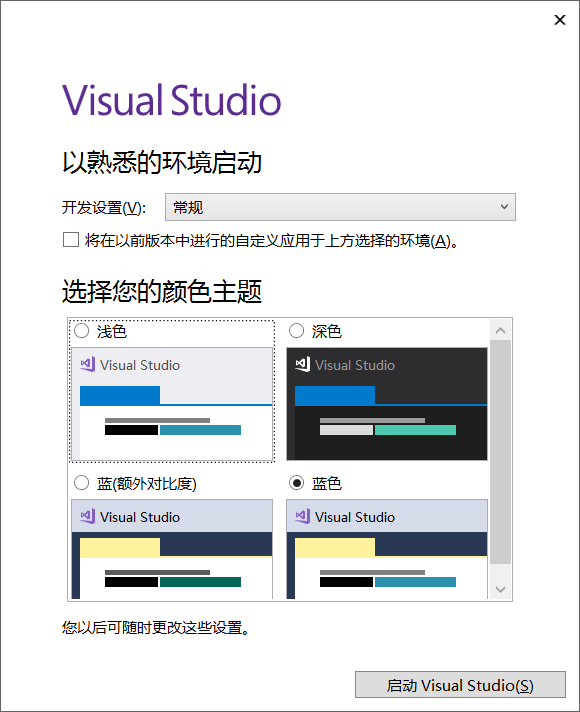 Visual Studio
以熟悉的环境启动
开发设置(V): 常规
将在以前版本中进行的自定义应用于上方选择的环境(A)。
选择您的颜色主题
浅色 深色
Visual Studio Visual Studio
蓝(额外对比度) 蓝色
Visual Studio Visual Studio
您以后可随时更改这些设置。
启动 Visual Studio(S)